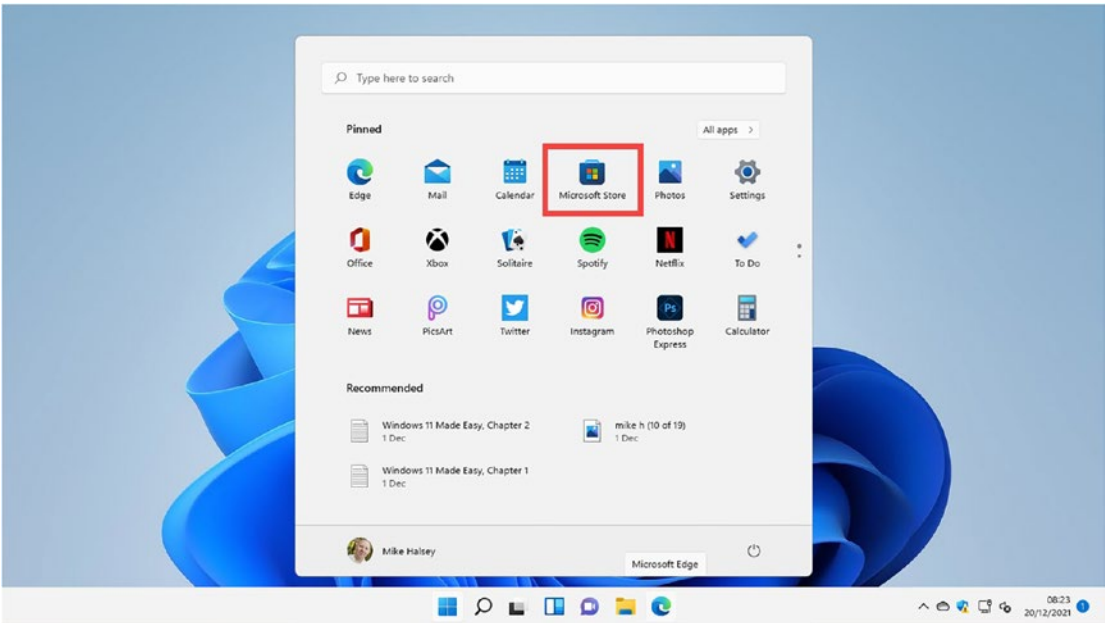 Type here to search
Pinned
All apps >
Edge
Mail
Calendar
Microsoft Store
Photos
Settings
Office
Xbox
Solitaire
Spotify
Netflix
To Do
News
PicsArt
Twitter
Instagram
Photoshop
Express
Calculator
Recommended
Windows 11 Made Easy, Chapter 2
1 Dec
mike h (10 of 19)
1 Dec
Windows 11 Made Easy, Chapter 1
1 Dec
Mike Halsey
Microsoft Edge
08:23
20/12/2021
1
N
Ps